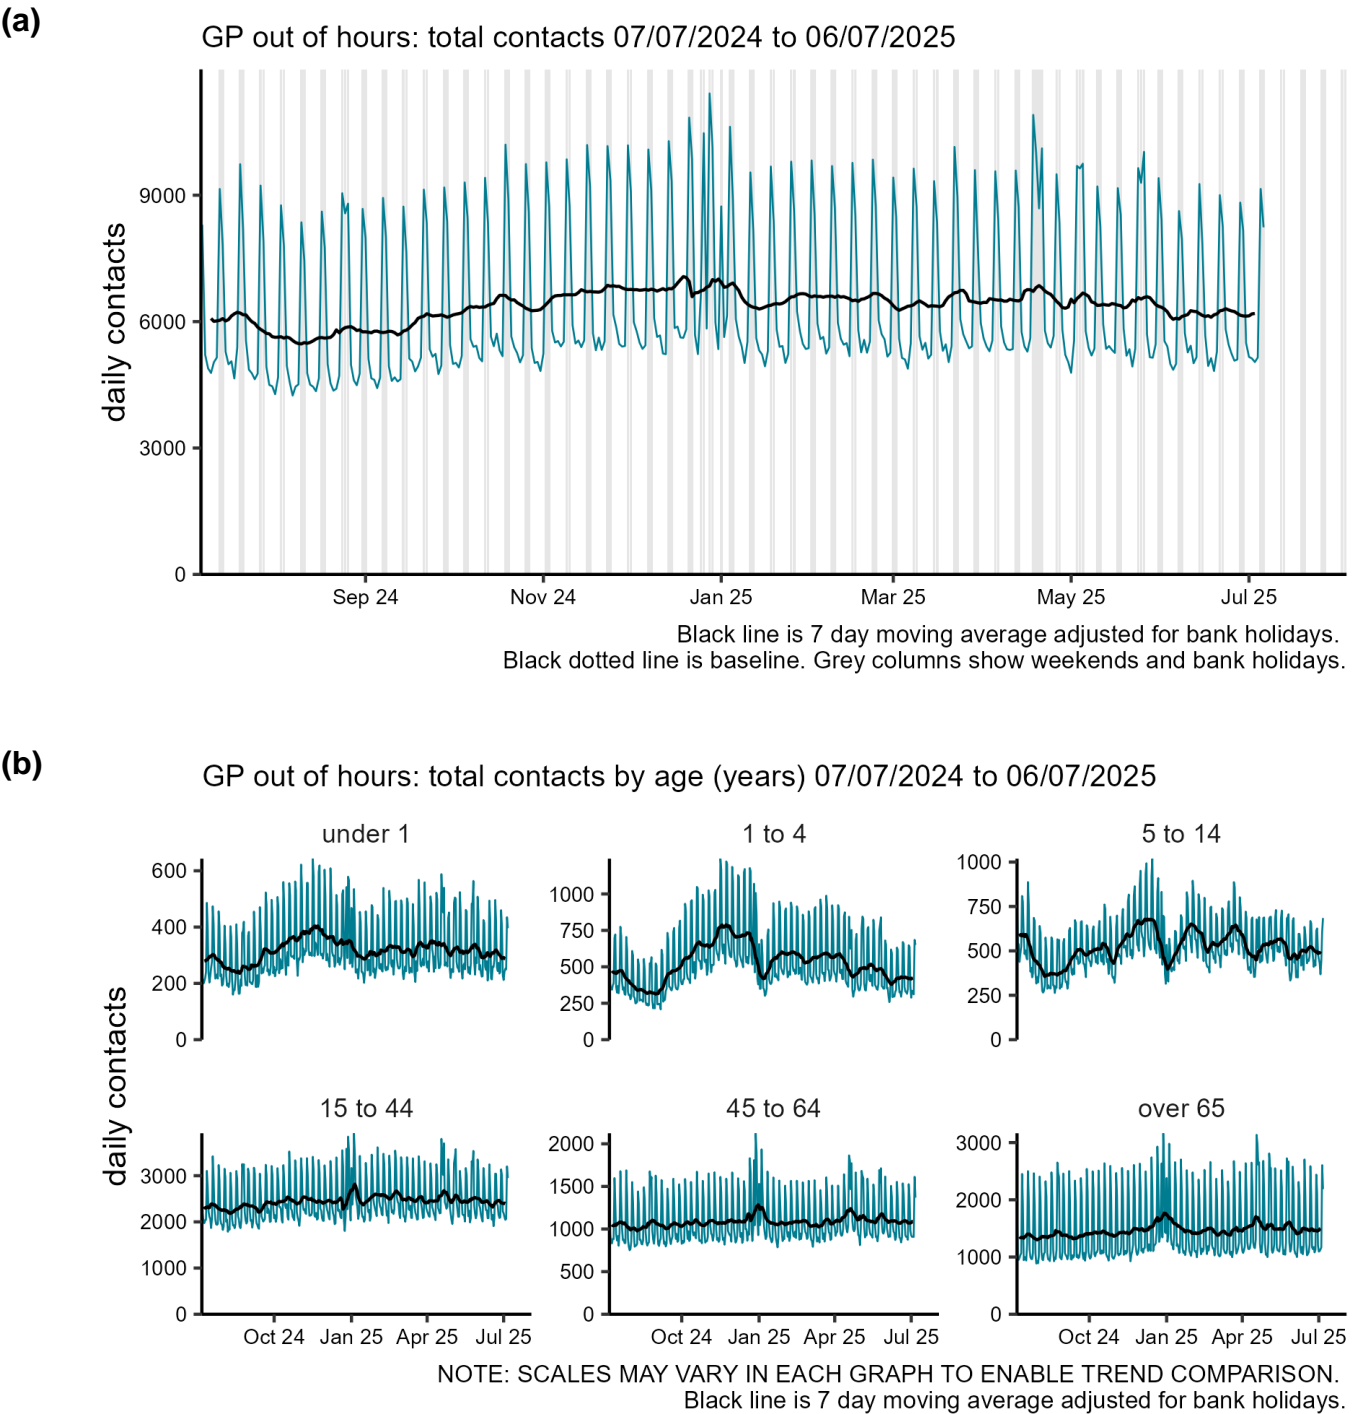 (a)
GP out of hours: total contacts 07/07/2024 to 06/07/2025
daily contacts
9000
6000
3000
0
Sep 24 Nov 24 Jan 25 Mar 25 May 25 Jul 25
Black line is 7 day moving average adjusted for bank holidays.
Black dotted line is baseline. Grey columns show weekends and bank holidays.
(b)
GP out of hours: total contacts by age (years) 07/07/2024 to 06/07/2025
daily contacts
under 1
600
400
200
0
1 to 4
1000
750
500
250
0
5 to 14
1000
750
500
250
0
15 to 44
3000
2000
1000
0
Oct 24 Jan 25 Apr 25 Jul 25
45 to 64
2000
1500
1000
500
0
Oct 24 Jan 25 Apr 25 Jul 25
over 65
3000
2000
1000
0
Oct 24 Jan 25 Apr 25 Jul 25
NOTE: SCALES MAY VARY IN EACH GRAPH TO ENABLE TREND COMPARISON.
Black line is 7 day moving average adjusted for bank holidays.